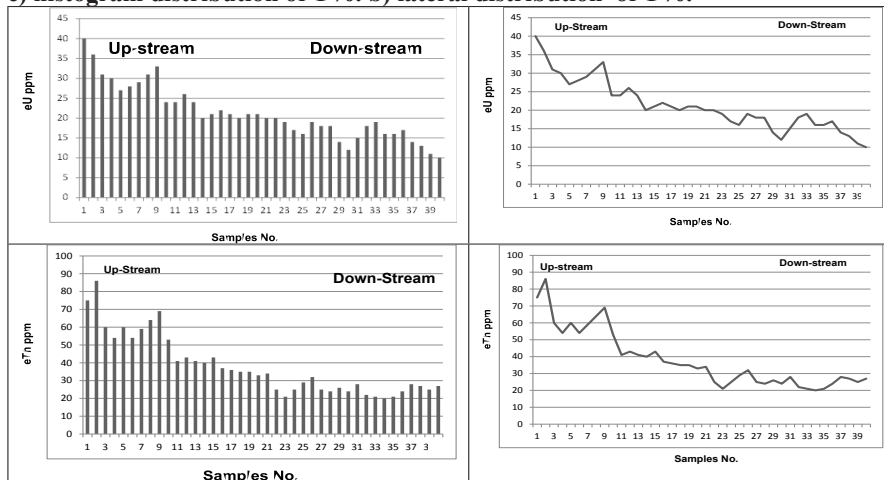 c) histogram distribution of 1%. b) lateral distribution of 1%.
45
40
35
30
25
20
15
10
5
0
eU ppm
Up-stream Down-stream
1 3 5 7 9 11 13 15 17 19 21 23 25 27 29 31 33 35 37 39
Samples No.
45
40
35
30
25
20
15
10
5
0
eU ppm
Up-stream Down-Stream
1 3 5 7 9 11 13 15 17 19 21 23 25 27 29 31 33 35 37 39
Samples No.
100
90
80
70
60
50
40
30
20
10
0
ppm
Up-Stream Down-Stream
1 3 5 7 9 11 13 15 17 19 21 23 25 27 29 31 33 35 37 3
Samples No.
100
90
80
70
60
50
40
30
20
10
0
ppm
Up-stream Down-stream
1 3 5 7 9 11 13 15 17 19 21 23 25 27 29 31 33 35 37 39
Samples No.